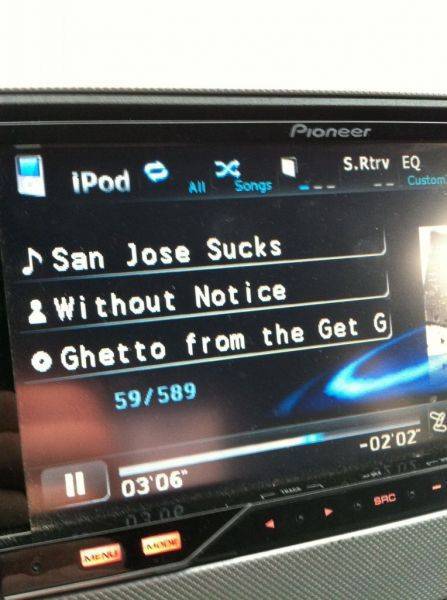 Pioneer
iPod All Songs S.Rtrv EQ
Custom
San Jose Sucks
Without Notice
Ghetto from the Get G
59/589
-02'02"
03'06"
TRACK
SRC
MENU MODE